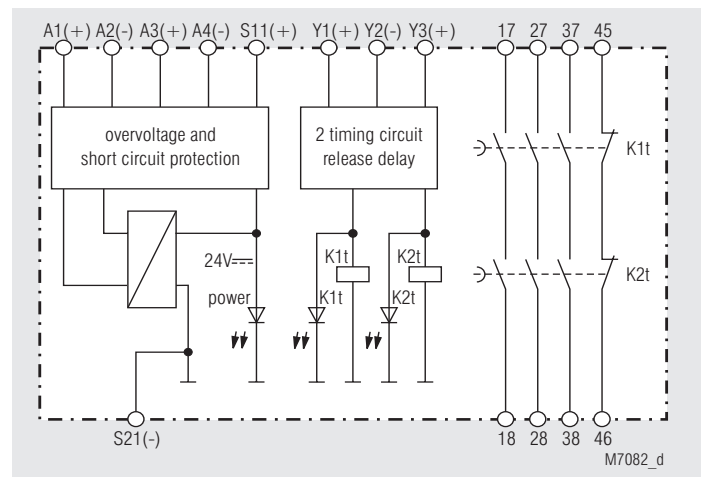 A1(+) A2(-) A3(+) A4(-) S11(+) Y1(+) Y2(-) Y3(+) 17 27 37 45
overvoltage and
short circuit protection
2 timing circuit
release delay
K1t
24V
K1t
K2t
K2t
power
K1t
K2t
S21(-)
18 28 38 46
M7082_d